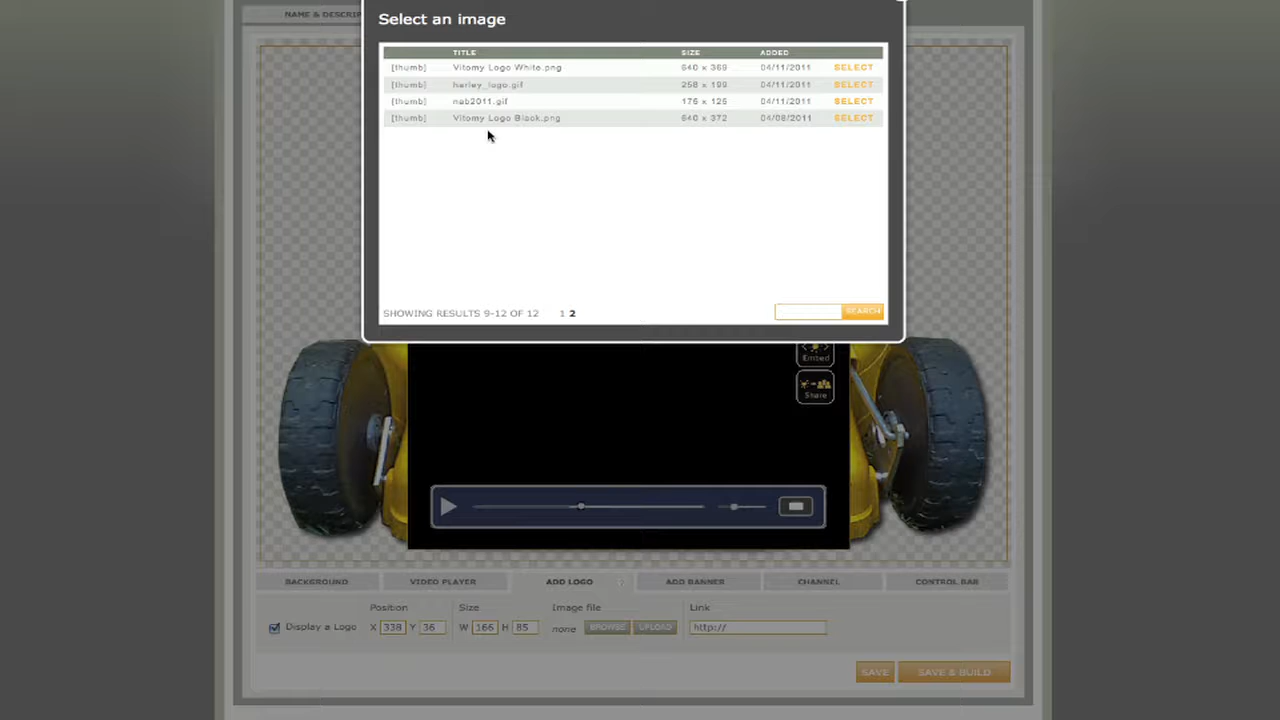 NAME & DESCRIP
Select an image
TITLE SIZE ADDED
[thumb] Vitomy Logo White.png 640 x 369 04/11/2011 SELECT
[thumb] harley_logo.gif 258 x 199 04/11/2011 SELECT
[thumb] nab2011.gif 176 x 126 04/11/2011 SELECT
[thumb] Vitomy Logo Black.png 640 x 372 04/08/2011 SELECT
SHOWING RESULTS 9-12 OF 12 1 2 SEARCH
Embed
Share
BACKGROUND VIDEO PLAYER ADD LOGO ADD BANNER CHANNEL CONTROL BAR
Position Size Image file Link
Display a Logo X 338 Y 36 W 166 H 85 none BROWSE UPLOAD http://
SAVE SAVE & BUILD